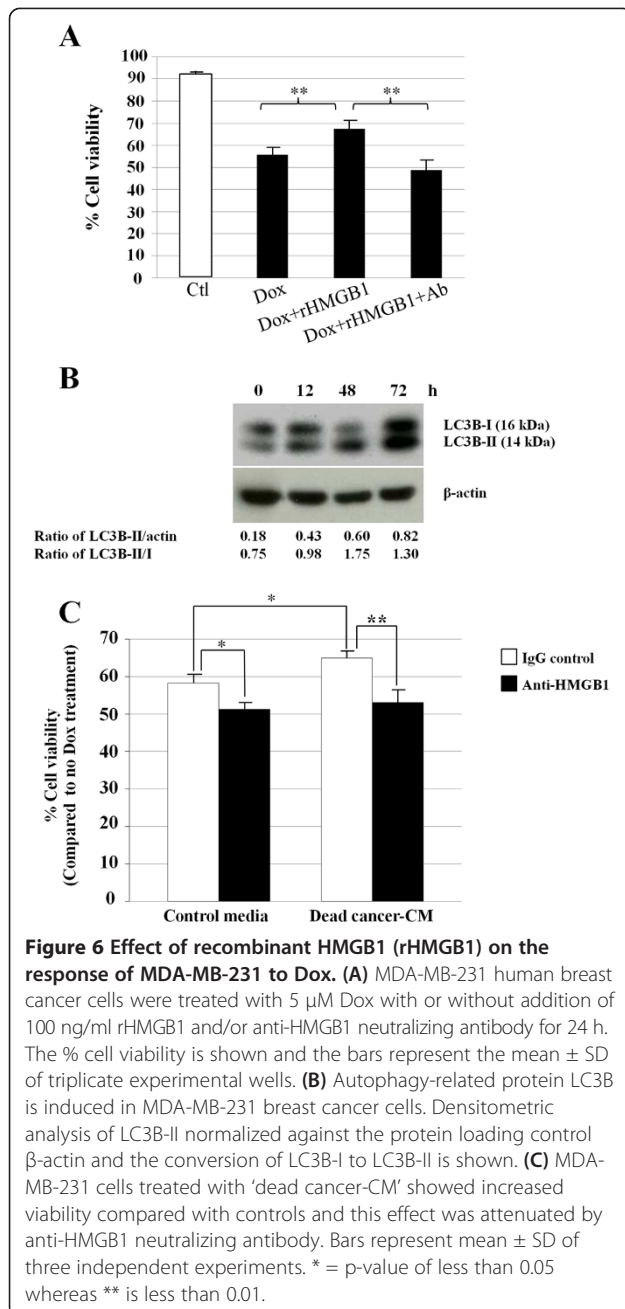 A
100
90
80
70
60
50
40
30
20
10
0
% Cell viability
** **
Ctl
Dox
Dox+rHMGB1
Dox+rHMGB1+Ab
B
0 12 48 72 h
LC3B-I (16 kDa)
LC3B-II (14 kDa)
β-actin
Ratio of LC3B-II/actin 0.18 0.43 0.60 0.82
Ratio of LC3B-II/I 0.75 0.98 1.75 1.30
C
70
60
50
40
30
20
10
0
% Cell viability
(Compared to no Dox treatment)
*
* **
IgG control
Anti-HMGB1
Control media Dead cancer-CM
Figure 6 Effect of recombinant HMGB1 (rHMGB1) on the
response of MDA-MB-231 to Dox. (A) MDA-MB-231 human breast
cancer cells were treated with 5 μM Dox with or without addition of
100 ng/ml rHMGB1 and/or anti-HMGB1 neutralizing antibody for 24 h.
The % cell viability is shown and the bars represent the mean ± SD
of triplicate experimental wells. (B) Autophagy-related protein LC3B
is induced in MDA-MB-231 breast cancer cells. Densitometric
analysis of LC3B-II normalized against the protein loading control
β-actin and the conversion of LC3B-I to LC3B-II is shown. (C) MDA-
MB-231 cells treated with ‘dead cancer-CM’ showed increased
viability compared with controls and this effect was attenuated by
anti-HMGB1 neutralizing antibody. Bars represent mean ± SD of
three independent experiments. * = p-value of less than 0.05
whereas ** is less than 0.01.